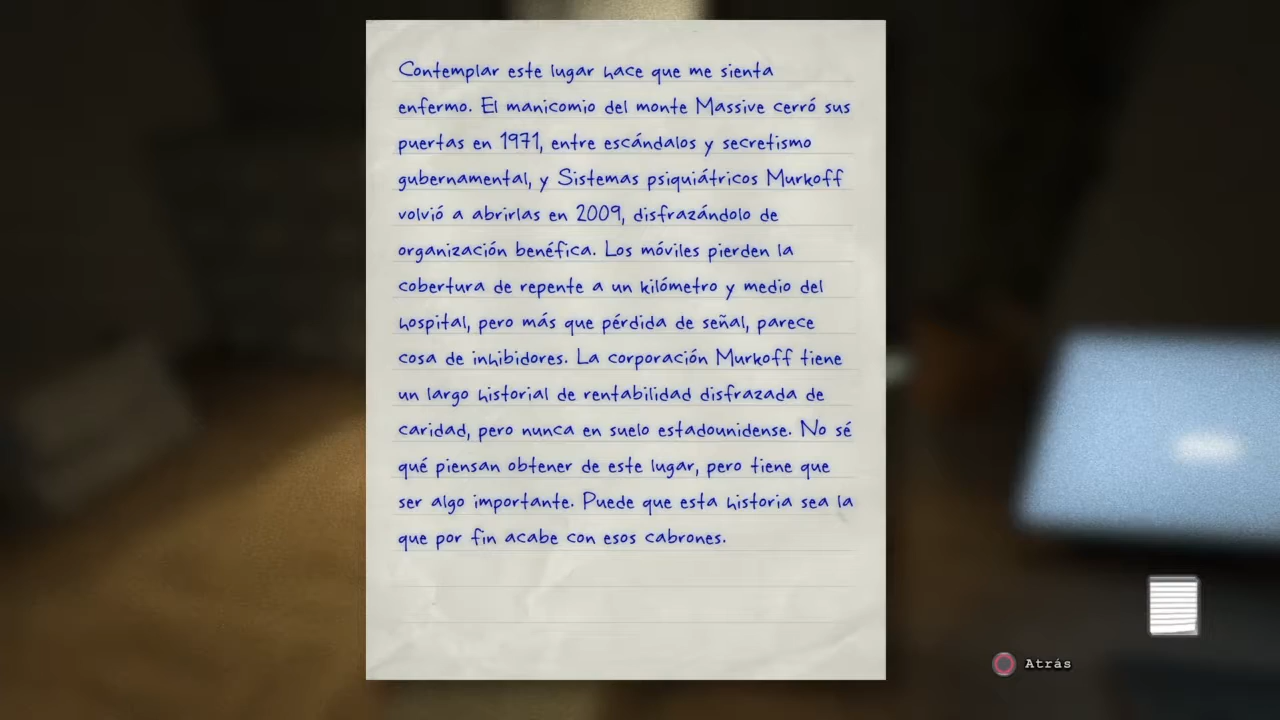 Contemplar este lugar hace que me sienta
enfermo. El manicomio del monte Massive cerró sus
puertas en 1971, entre escándalos y secretismo
gubernamental, y Sistemas psiquiátricos Murkoff
volvió a abrirlas en 2009, disfrazándolo de
organización benéfica. Los móviles pierden la
cobertura de repente a un kilómetro y medio del
hospital, pero más que pérdida de señal, parece
cosa de inhibidores. La corporación Murkoff tiene
un largo historial de rentabilidad disfrazada de
caridad, pero nunca en suelo estadounidense. No sé
qué piensan obtener de este lugar, pero tiene que
ser algo importante. Puede que esta historia sea la
que por fin acabe con esos cabrones.
Atrás